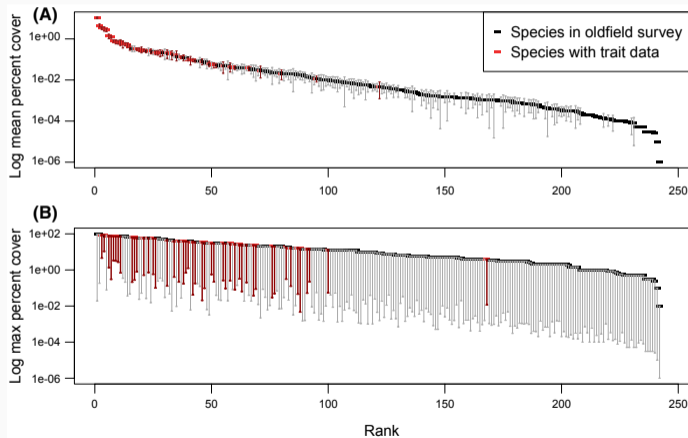 (A)
Log mean percent cover
1e+00
1e-02
1e-04
1e-06
Species in oldfield survey
Species with trait data
0 50 100 150 200 250
(B)
Log max percent cover
1e+02
1e+00
1e-02
1e-04
1e-06
0 50 100 150 200 250
Rank